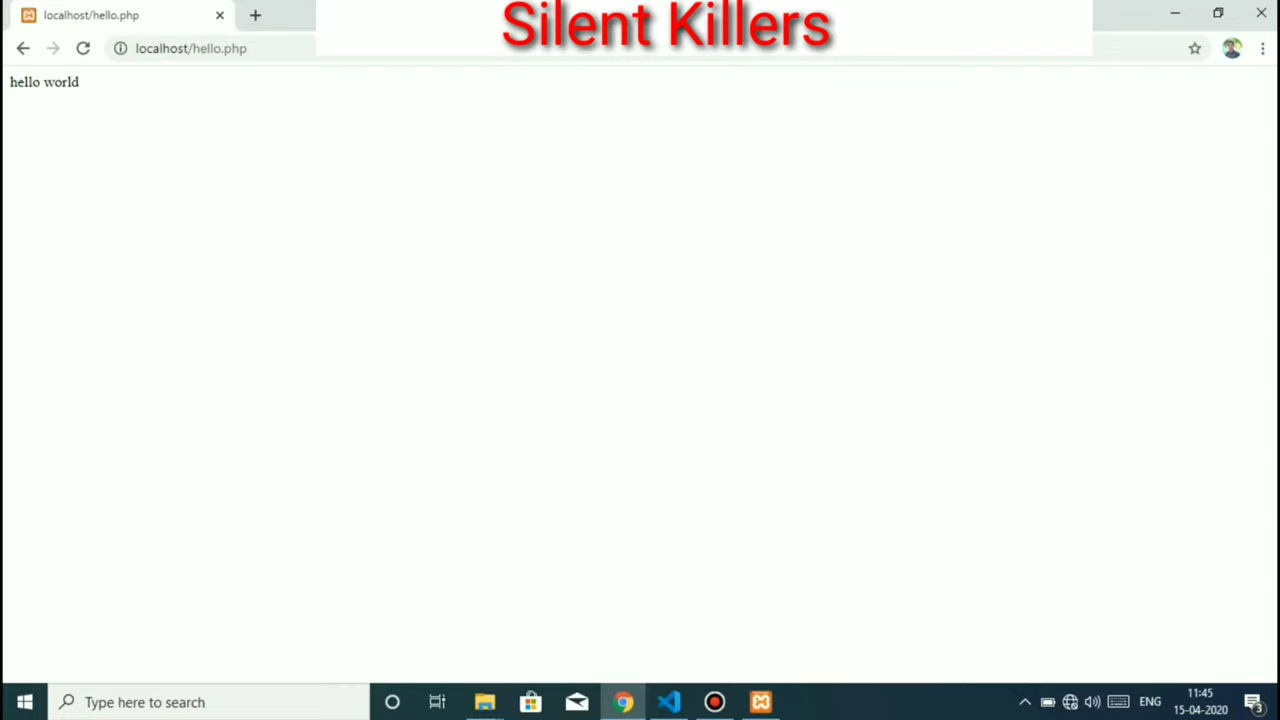 localhost/hello.php
Silent Killers
localhost/hello.php
hello world
Type here to search
ENG
11:45
15-04-2020
3